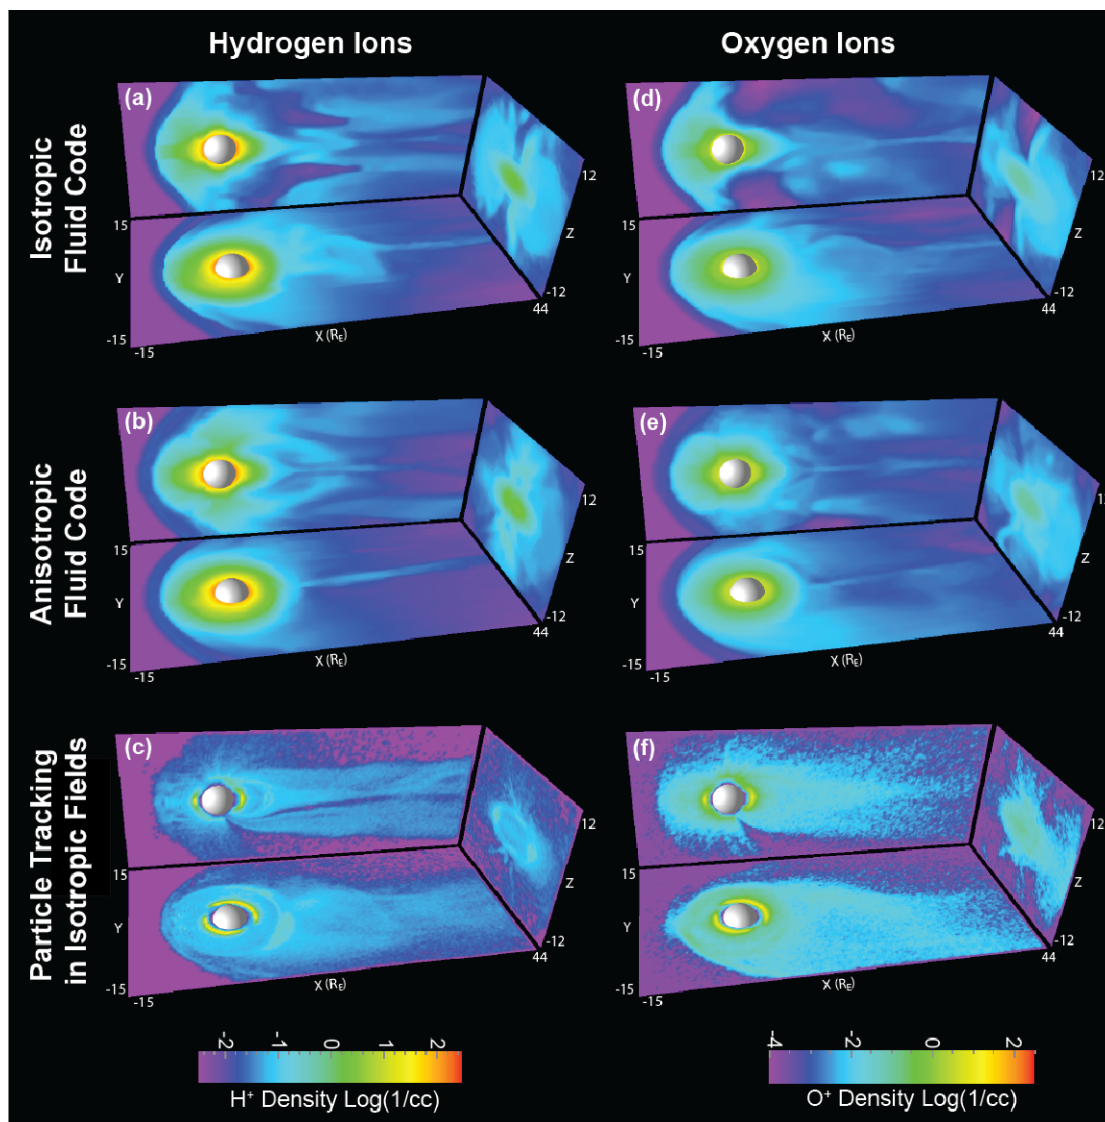 Hydrogen Ions
Oxygen Ions
Isotropic
Fluid Code
(a)
12
Z
-12
44
15
Y
-15
-15
X (RE)
(d)
12
Z
-12
44
15
Y
-15
-15
X (RE)
Anisotropic
Fluid Code
(b)
12
Z
-12
44
15
Y
-15
-15
X (RE)
(e)
Z
-12
44
15
Y
-15
-15
X (RE)
Particle Tracking
in Isotropic Fields
(c)
12
Z
-12
44
15
Y
-15
-15
X (RE)
(f)
12
Z
-12
44
15
Y
-15
-15
X (RE)
-2 -1 0 1 2
H+ Density Log(1/cc)
-4 -2 0 2
O+ Density Log(1/cc)